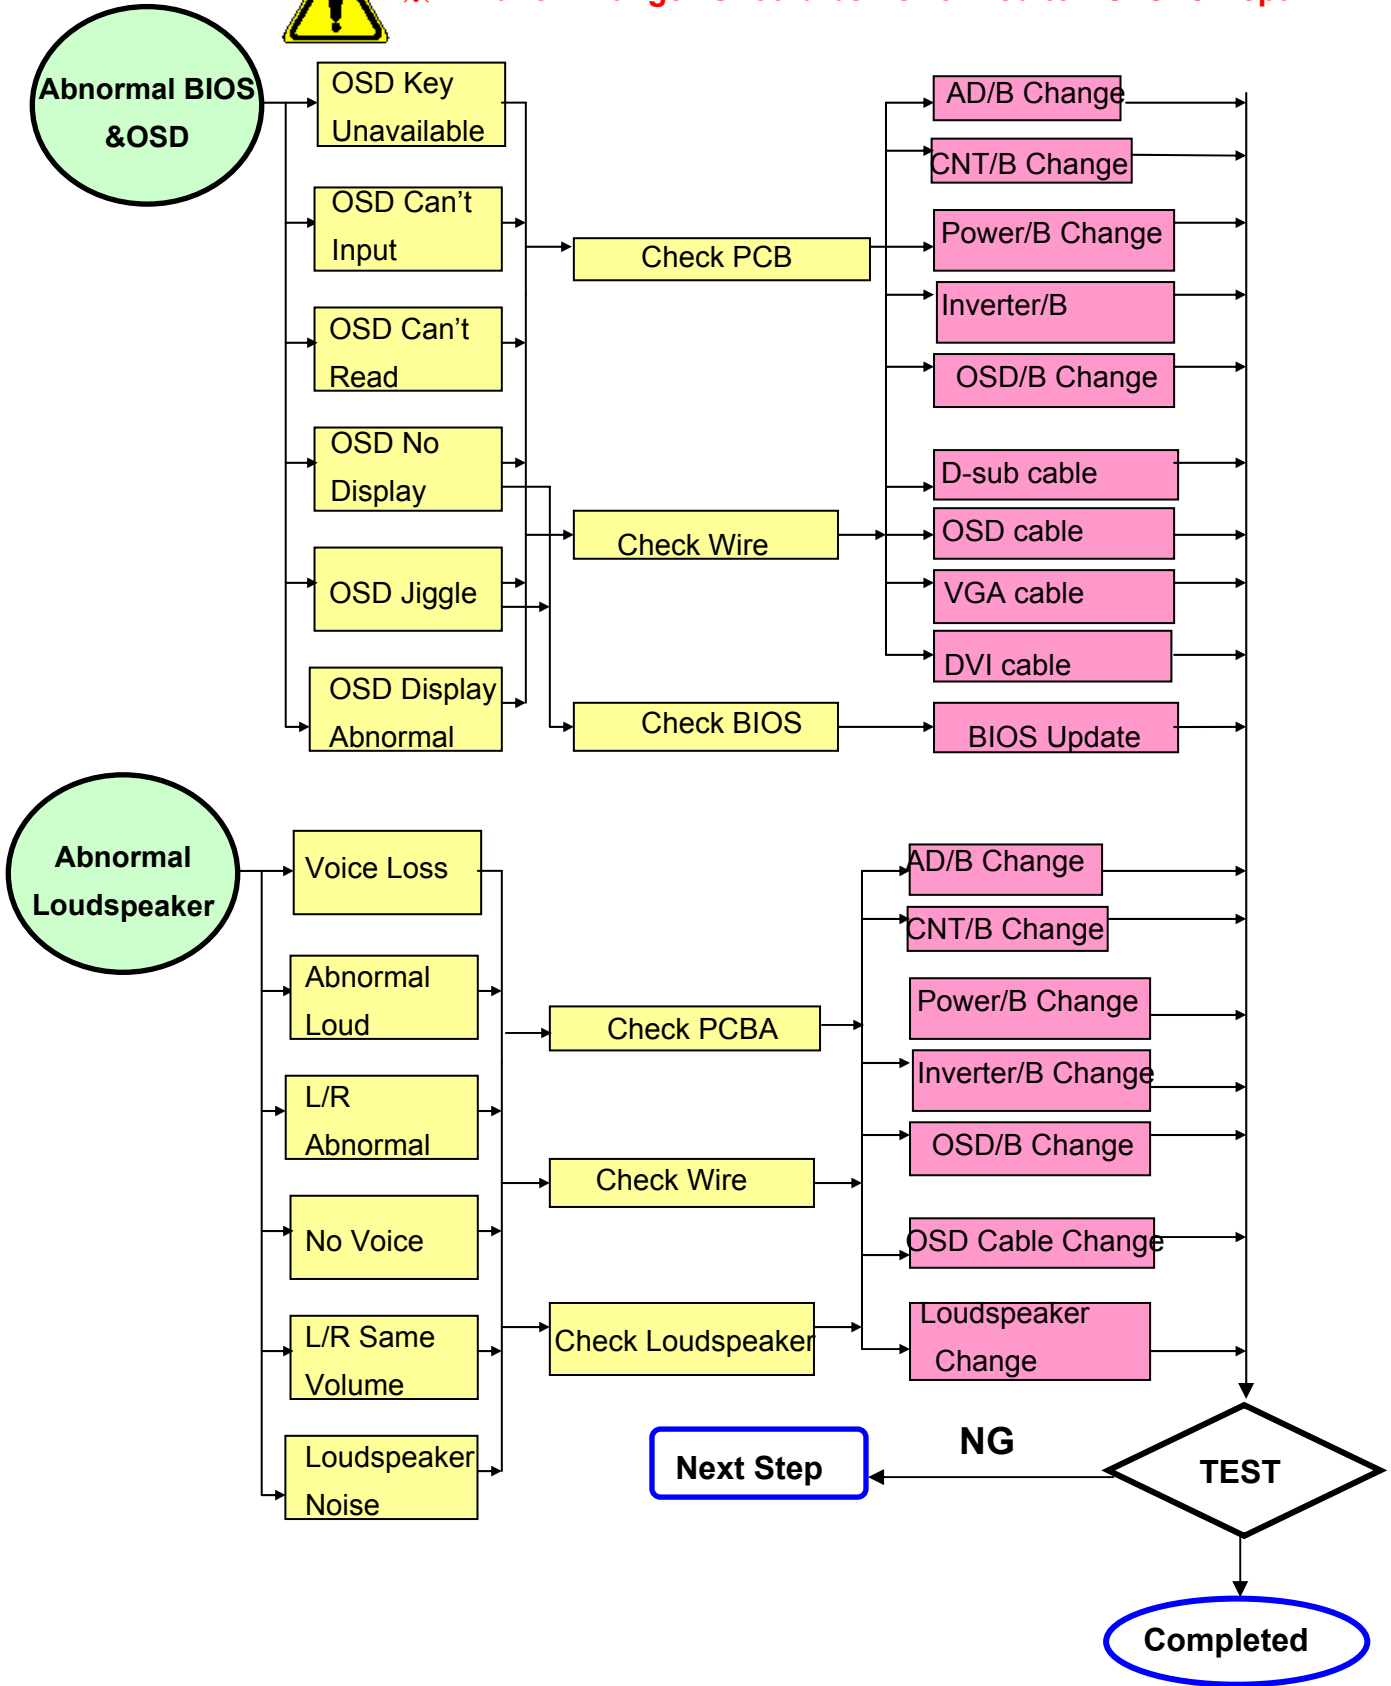 Abnormal BIOS
&OSD
OSD Key
Unavailable
OSD Can’t
Input
OSD Can’t
Read
OSD No
Display
OSD Jiggle
OSD Display
Abnormal
Check PCB
Check Wire
Check BIOS
AD/B Change
CNT/B Change
Power/B Change
Inverter/B
OSD/B Change
D-sub cable
OSD cable
VGA cable
DVI cable
BIOS Update
Abnormal
Loudspeaker
Voice Loss
Abnormal
Loud
L/R
Abnormal
No Voice
L/R Same
Volume
Loudspeaker
Noise
Check PCBA
Check Wire
Check Loudspeaker
AD/B Change
CNT/B Change
Power/B Change
Inverter/B Change
OSD/B Change
OSD Cable Change
Loudspeaker
Change
NG
Next Step
TEST
Completed